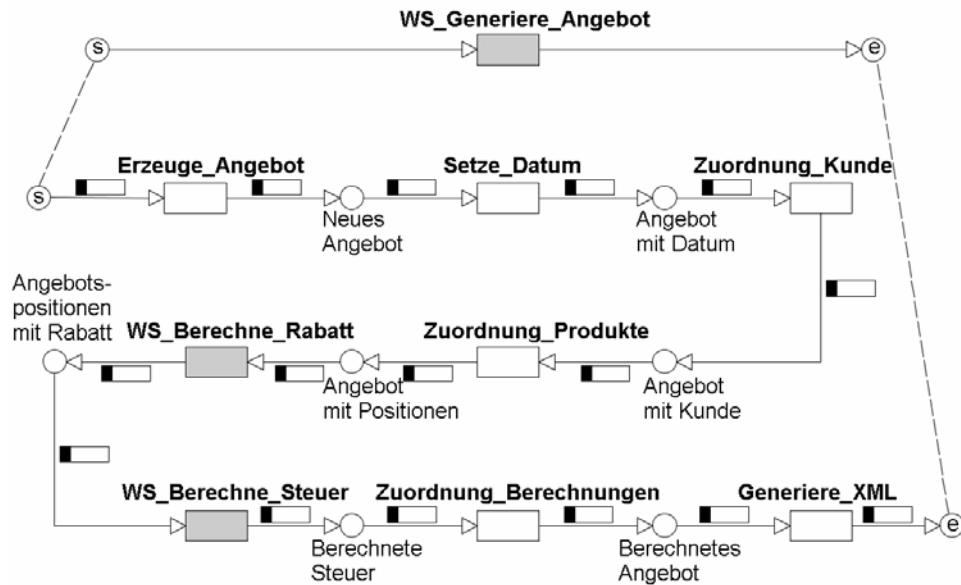 WS_Generiere_Angebot
s
e
Erzeuge_Angebot
Setze_Datum
Zuordnung_Kunde
s
Neues
Angebot
Angebot
mit Datum
Angebots-
positionen
mit Rabatt
WS_Berechne_Rabatt
Zuordnung_Produkte
Angebot
mit Positionen
Angebot
mit Kunde
WS_Berechne_Steuer
Zuordnung_Berechnungen
Generiere_XML
e
Berechnete
Steuer
Berechnetes
Angebot